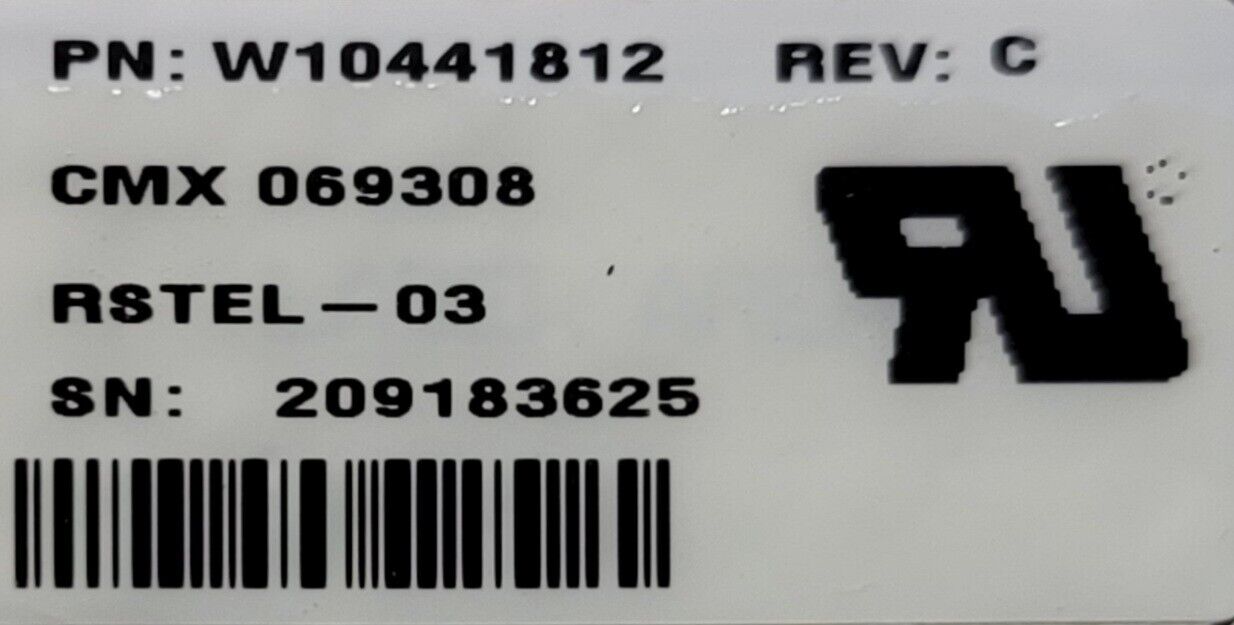 PN: W10441812 REV: C
CMX 069308
RSTEL — 03
SN: 209183625